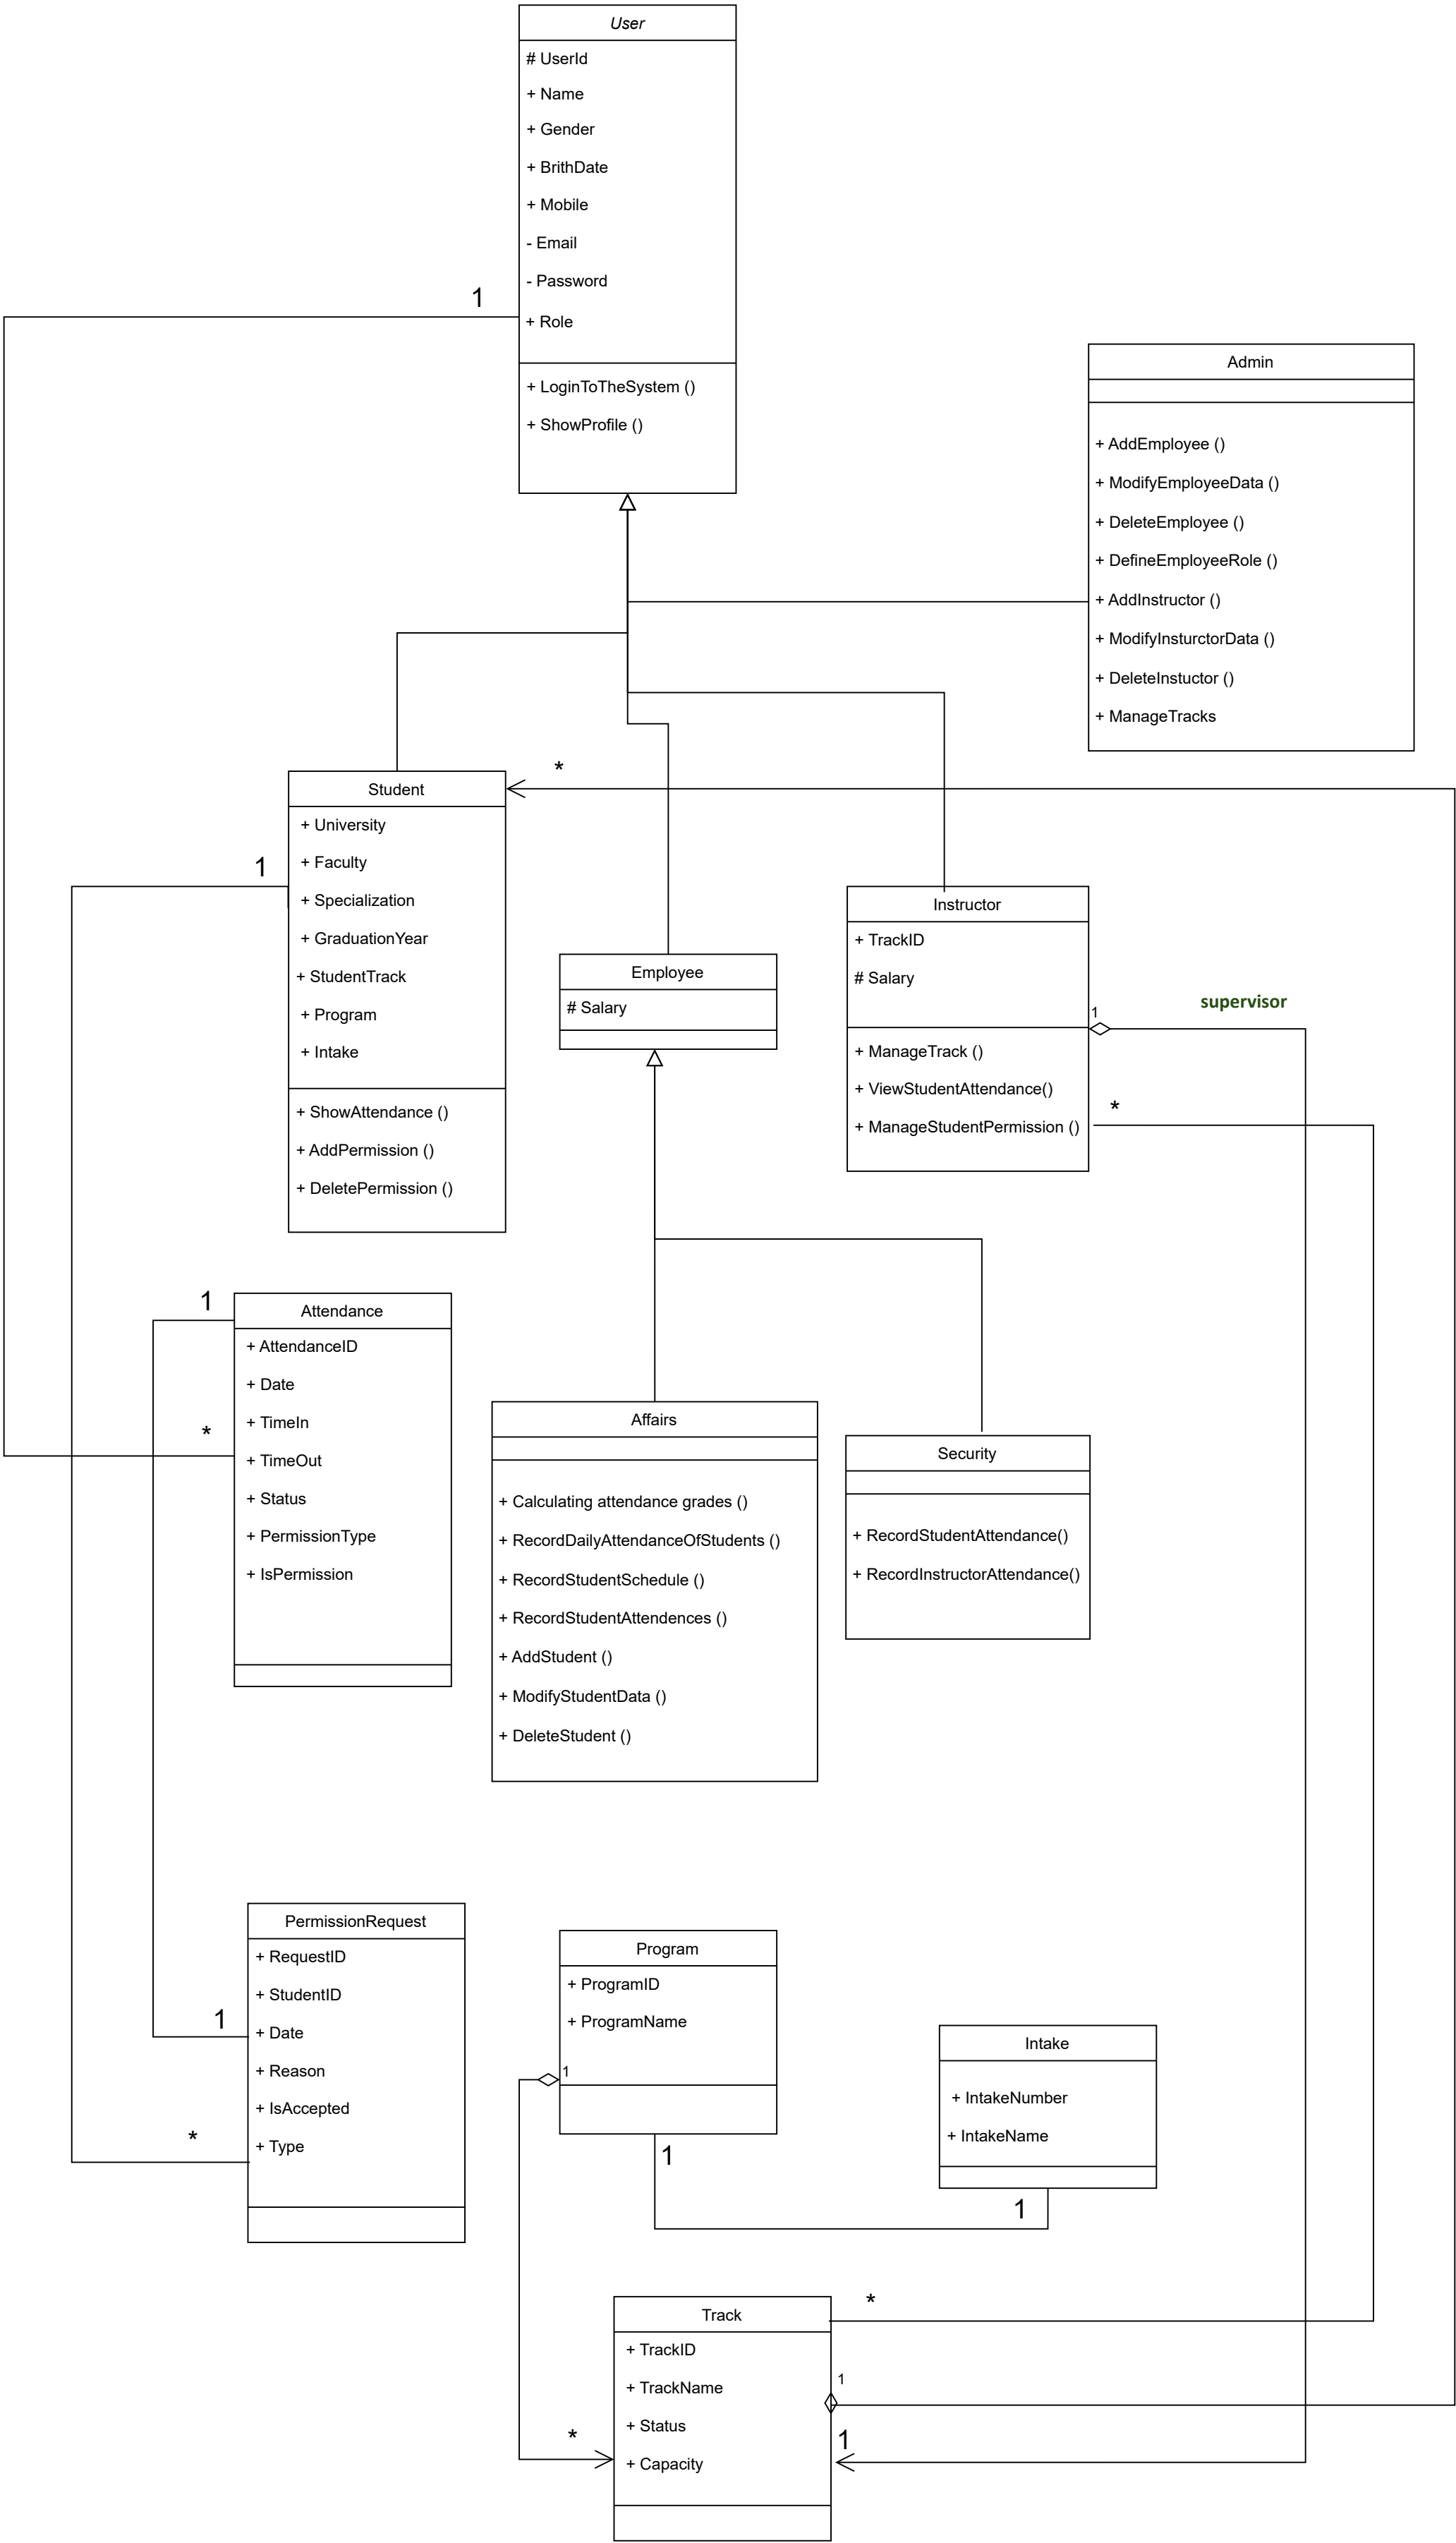 User
# UserId
+ Name
+ Gender
+ BrithDate
+ Mobile
- Email
- Password
+ Role
+ LoginToTheSystem ()
+ ShowProfile ()
1
Admin
+ AddEmployee ()
+ ModifyEmployeeData ()
+ DeleteEmployee ()
+ DefineEmployeeRole ()
+ AddInstructor ()
+ ModifyInsturctorData ()
+ DeleteInstuctor ()
+ ManageTracks
*
Student
+ University
+ Faculty
+ Specialization
+ GraduationYear
+ StudentTrack
+ Program
+ Intake
+ ShowAttendance ()
+ AddPermission ()
+ DeletePermission ()
1
Employee
# Salary
Instructor
+ TrackID
# Salary
+ ManageTrack ()
+ ViewStudentAttendance()
+ ManageStudentPermission ()
1
supervisor
*
1
Attendance
+ AttendanceID
+ Date
+ TimeIn
+ TimeOut
+ Status
+ PermissionType
+ IsPermission
*
Affairs
+ Calculating attendance grades ()
+ RecordDailyAttendanceOfStudents ()
+ RecordStudentSchedule ()
+ RecordStudentAttendences ()
+ AddStudent ()
+ ModifyStudentData ()
+ DeleteStudent ()
Security
+ RecordStudentAttendance()
+ RecordInstructorAttendance()
PermissionRequest
+ RequestID
+ StudentID
+ Date
+ Reason
+ IsAccepted
+ Type
1
*
Program
+ ProgramID
+ ProgramName
1
1
Intake
+ IntakeNumber
+ IntakeName
1
Track
+ TrackID
+ TrackName
+ Status
+ Capacity
*
1
1
*